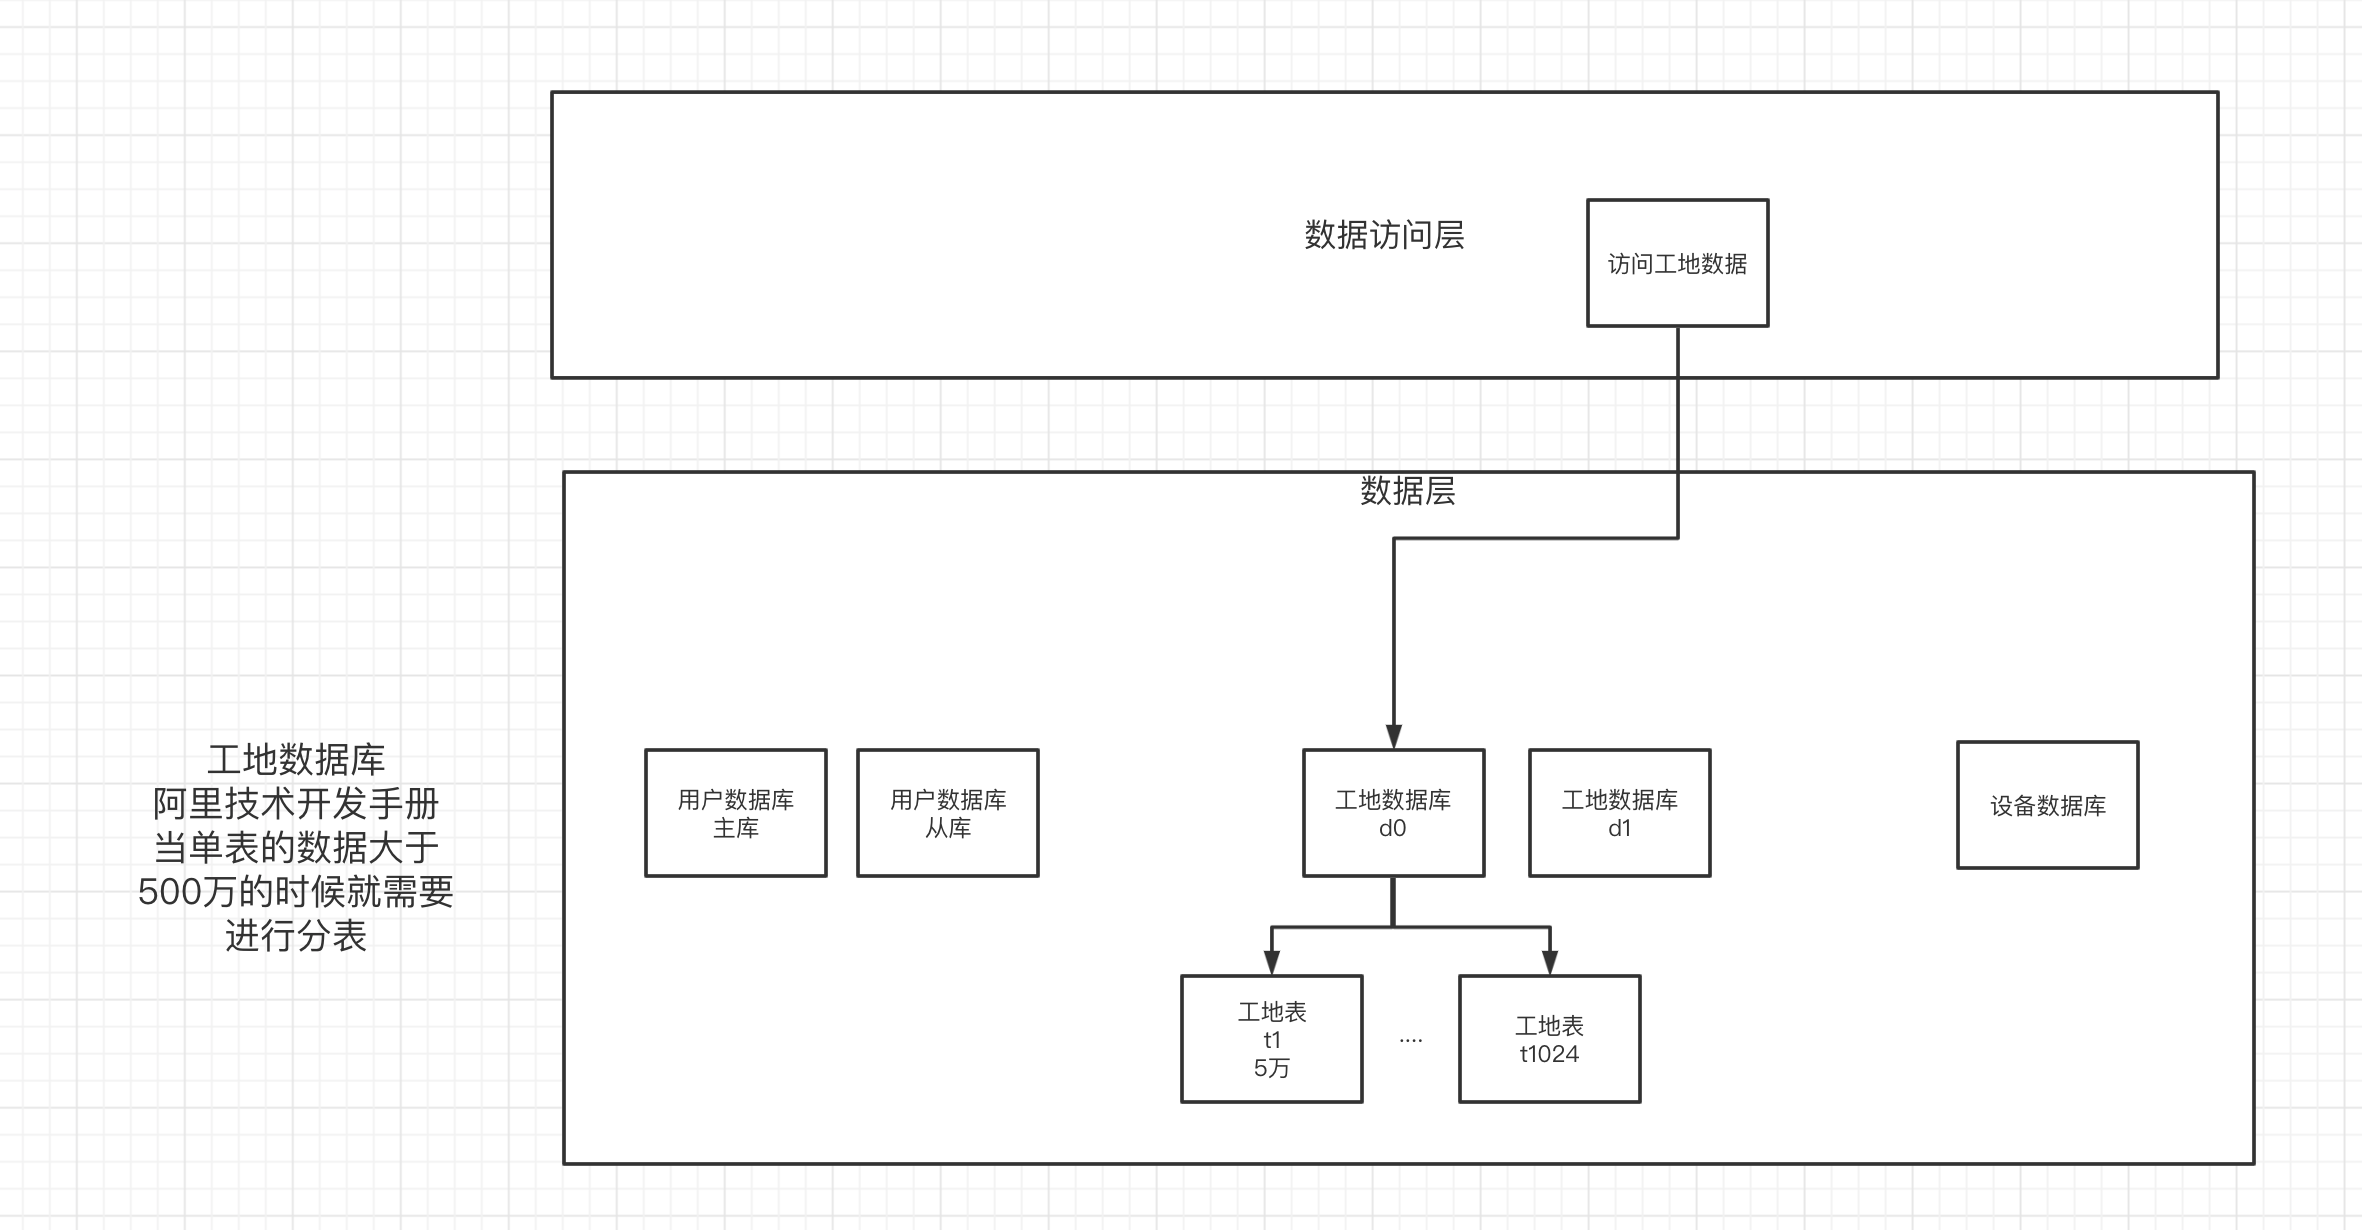 数据访问层
访问工地数据
数据层
工地数据库
阿里技术开发手册
当单表的数据大于
500万的时候就需要
进行分表
用户数据库
主库
用户数据库
从库
工地数据库
d0
工地数据库
d1
设备数据库
工地表
t1
5万
....
工地表
t1024